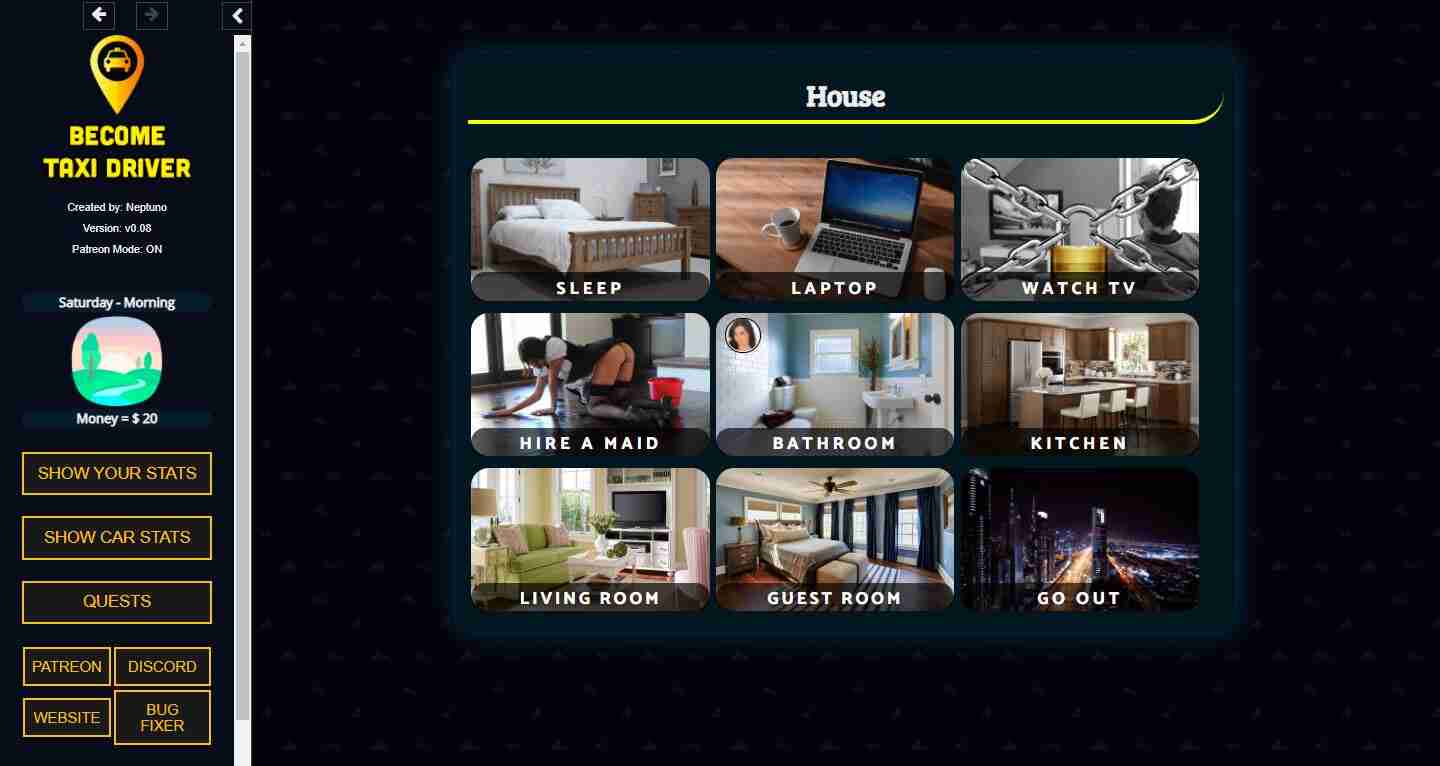 BECOME
TAXI DRIVER
Created by: Neptuno
Version: v0.08
Patreon Mode: ON
Saturday - Morning
Money = $ 20
SHOW YOUR STATS
SHOW CAR STATS
QUESTS
PATREON
DISCORD
WEBSITE
BUG
FIXER
House
SLEEP
LAPTOP
WATCH TV
HIRE A MAID
BATHROOM
KITCHEN
LIVING ROOM
GUEST ROOM
GO OUT